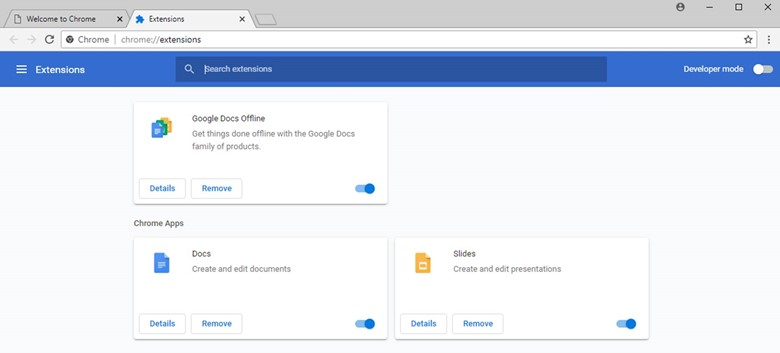 Welcome to Chrome
Extensions
Chrome | chrome://extensions
Extensions
Search extensions
Developer mode
Google Docs Offline
Get things done offline with the Google Docs
family of products.
Details Remove
Chrome Apps
Docs
Create and edit documents
Details Remove
Slides
Create and edit presentations
Details Remove